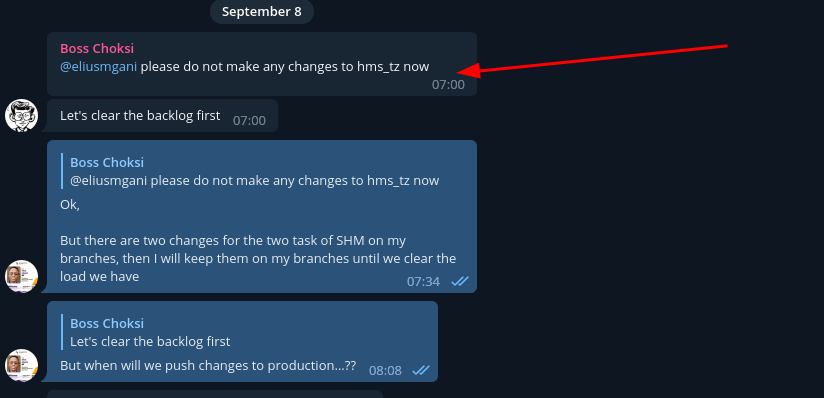 September 8
Boss Choksi
@eliusmgani please do not make any changes to hms_tz now
07:00
Let's clear the backlog first 07:00
Boss Choksi
@eliusmgani please do not make any changes to hms_tz now
Ok,
But there are two changes for the two task of SHM on my
branches, then I will keep them on my branches until we clear the
load we have 07:34
Boss Choksi
Let's clear the backlog first
But when will we push changes to production...?? 08:08